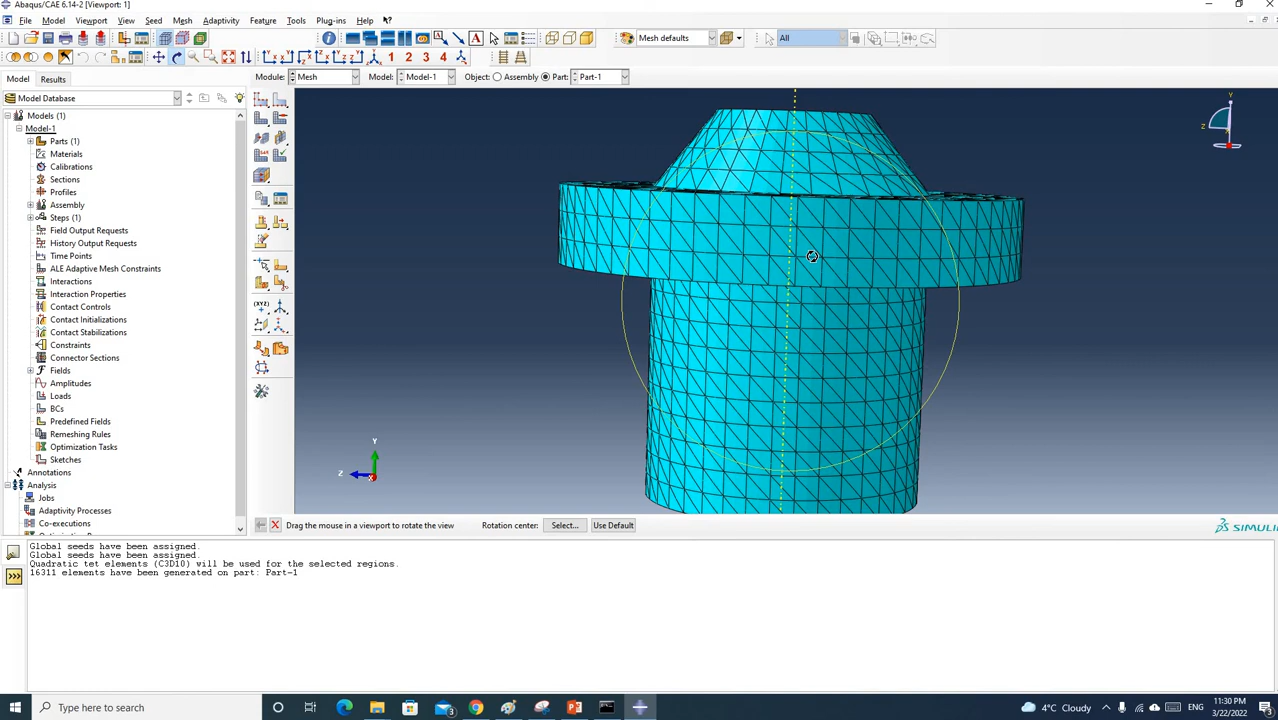 Abaqus/CAE 6.14-2 [Viewport: 1]
File Model Viewport View Seed Mesh Adaptivity Feature Tools Plug-ins Help
Mesh defaults All
1 2 3 4
Model Results Module: Mesh Model: Model-1 Object: Assembly Part: Part-1
Model Database
Models (1)
Model-1
Parts (1)
Materials
Calibrations
Sections
Profiles
Assembly
Steps (1)
Field Output Requests
History Output Requests
Time Points
ALE Adaptive Mesh Constraints
Interactions
Interaction Properties
Contact Controls
Contact Initializations
Contact Stabilizations
Constraints
Connector Sections
Fields
Amplitudes
Loads
BCs
Predefined Fields
Remeshing Rules
Optimization Tasks
Sketches
Annotations
Analysis
Jobs
Adaptivity Processes
Co-executions
Y
Z
X
Y
Z
X
Drag the mouse in a viewport to rotate the view Rotation center: Select... Use Default
SIMULI
Global seeds have been assigned.
Global seeds have been assigned.
Quadratic tet elements (C3D10) will be used for the selected regions.
16311 elements have been generated on part: Part-1
Type here to search
4°C Cloudy ENG
11:30 PM
3/22/2022